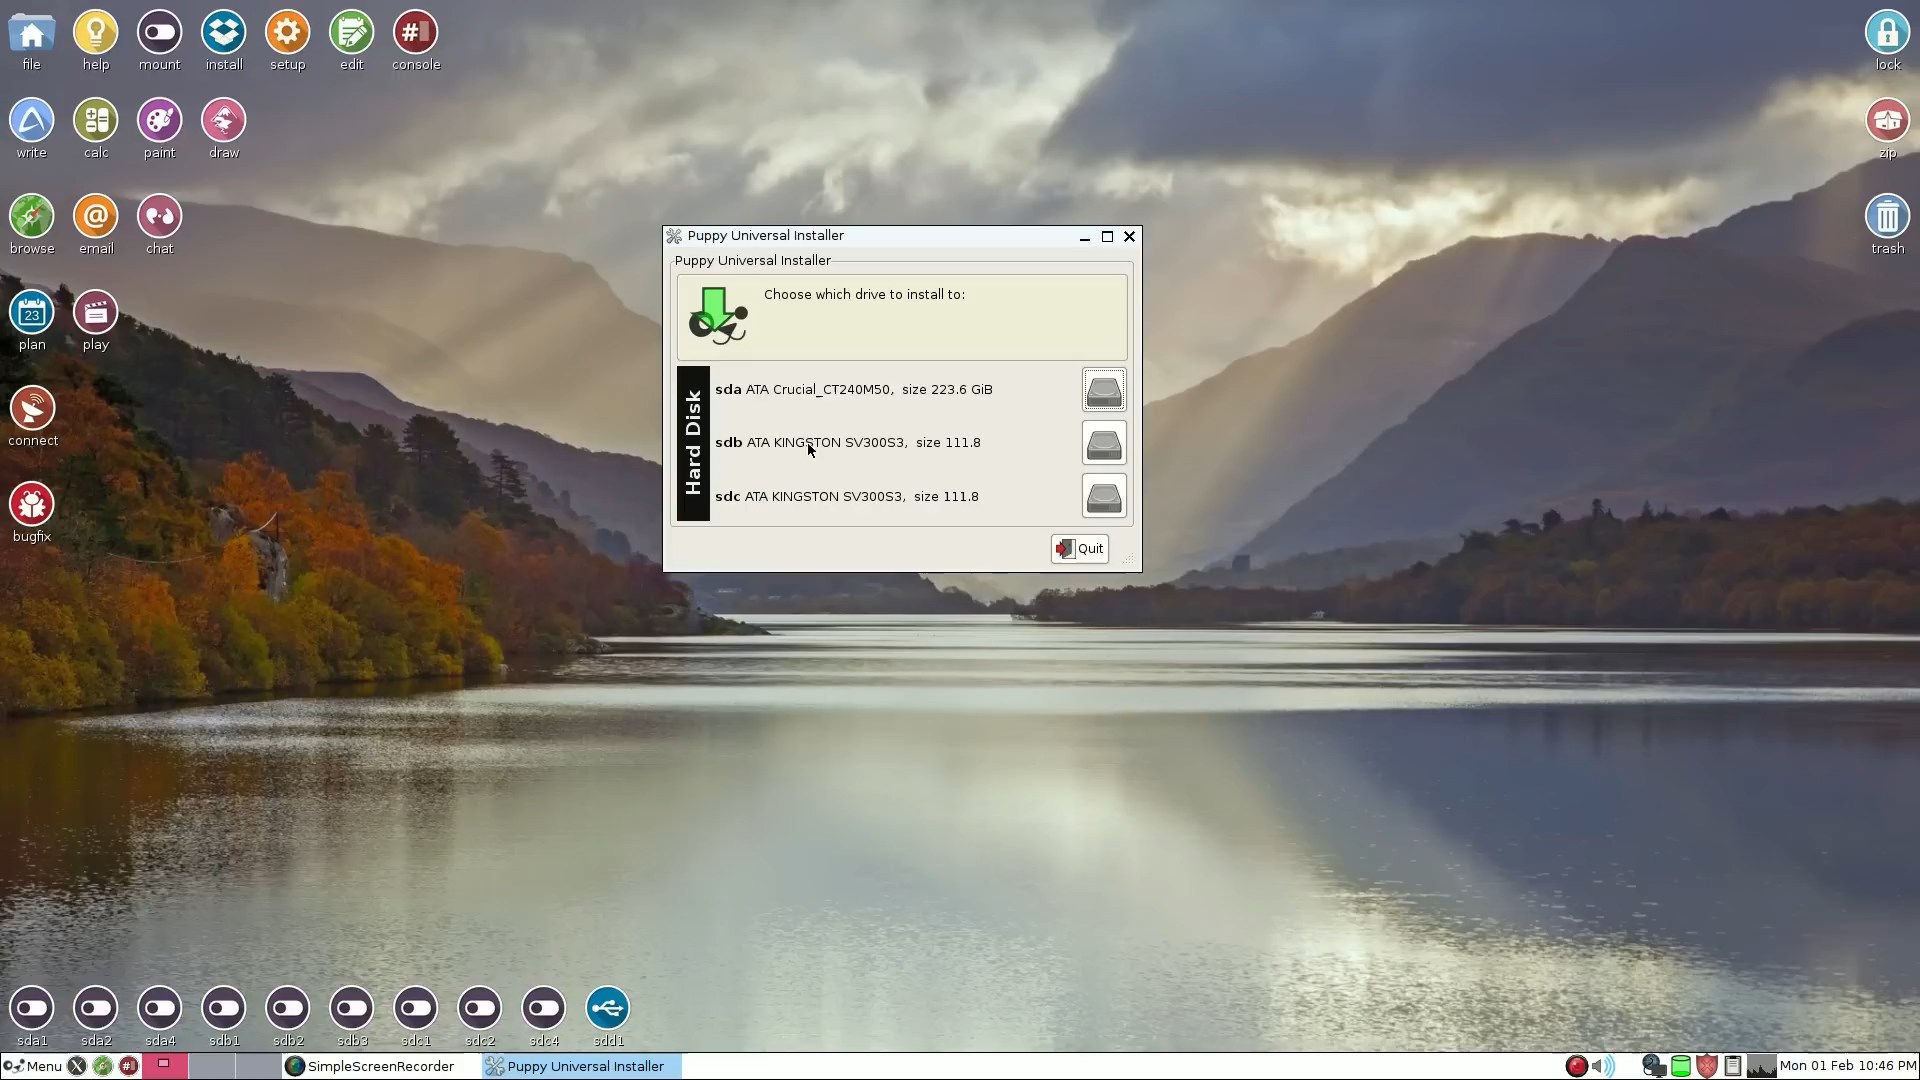 file
help
mount
install
setup
edit
console
lock
write
calc
paint
draw
zip
browse
email
chat
trash
23
plan
play
connect
bugfix
Puppy Universal Installer
Puppy Universal Installer
Choose which drive to install to:
Hard Disk
sda ATA Crucial_CT240M50, size 223.6 GiB
sdb ATA KINGSTON SV300S3, size 111.8
sdc ATA KINGSTON SV300S3, size 111.8
Quit
sda1
sda2
sda4
sdb1
sdb2
sdb3
sdc1
sdc2
sdc4
sdd1
Menu
SimpleScreenRecorder
Puppy Universal Installer
Mon 01 Feb 10:46 PM